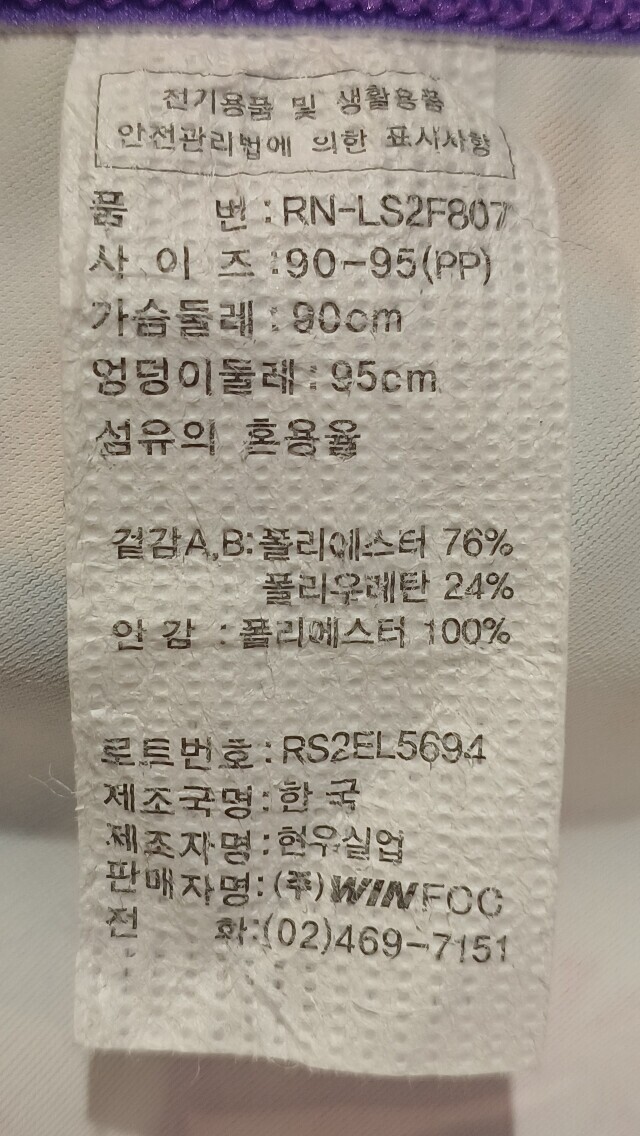 전기용품 및 생활용품
안전관리법에 의한 표시사항
품 번 : RN-LS2F807
사 이 즈 : 90-95(PP)
가슴둘레 : 90cm
엉덩이둘레 : 95cm
섬유의 혼용율
겉감A,B: 폴리에스터 76%
폴리우레탄 24%
안 감 : 폴리에스터 100%
로트번호 : RS2EL5694
제조국명 : 한 국
제조자명 : 현우실업
판매자명 : (주)WINFCC
전 화:(02)469-7151